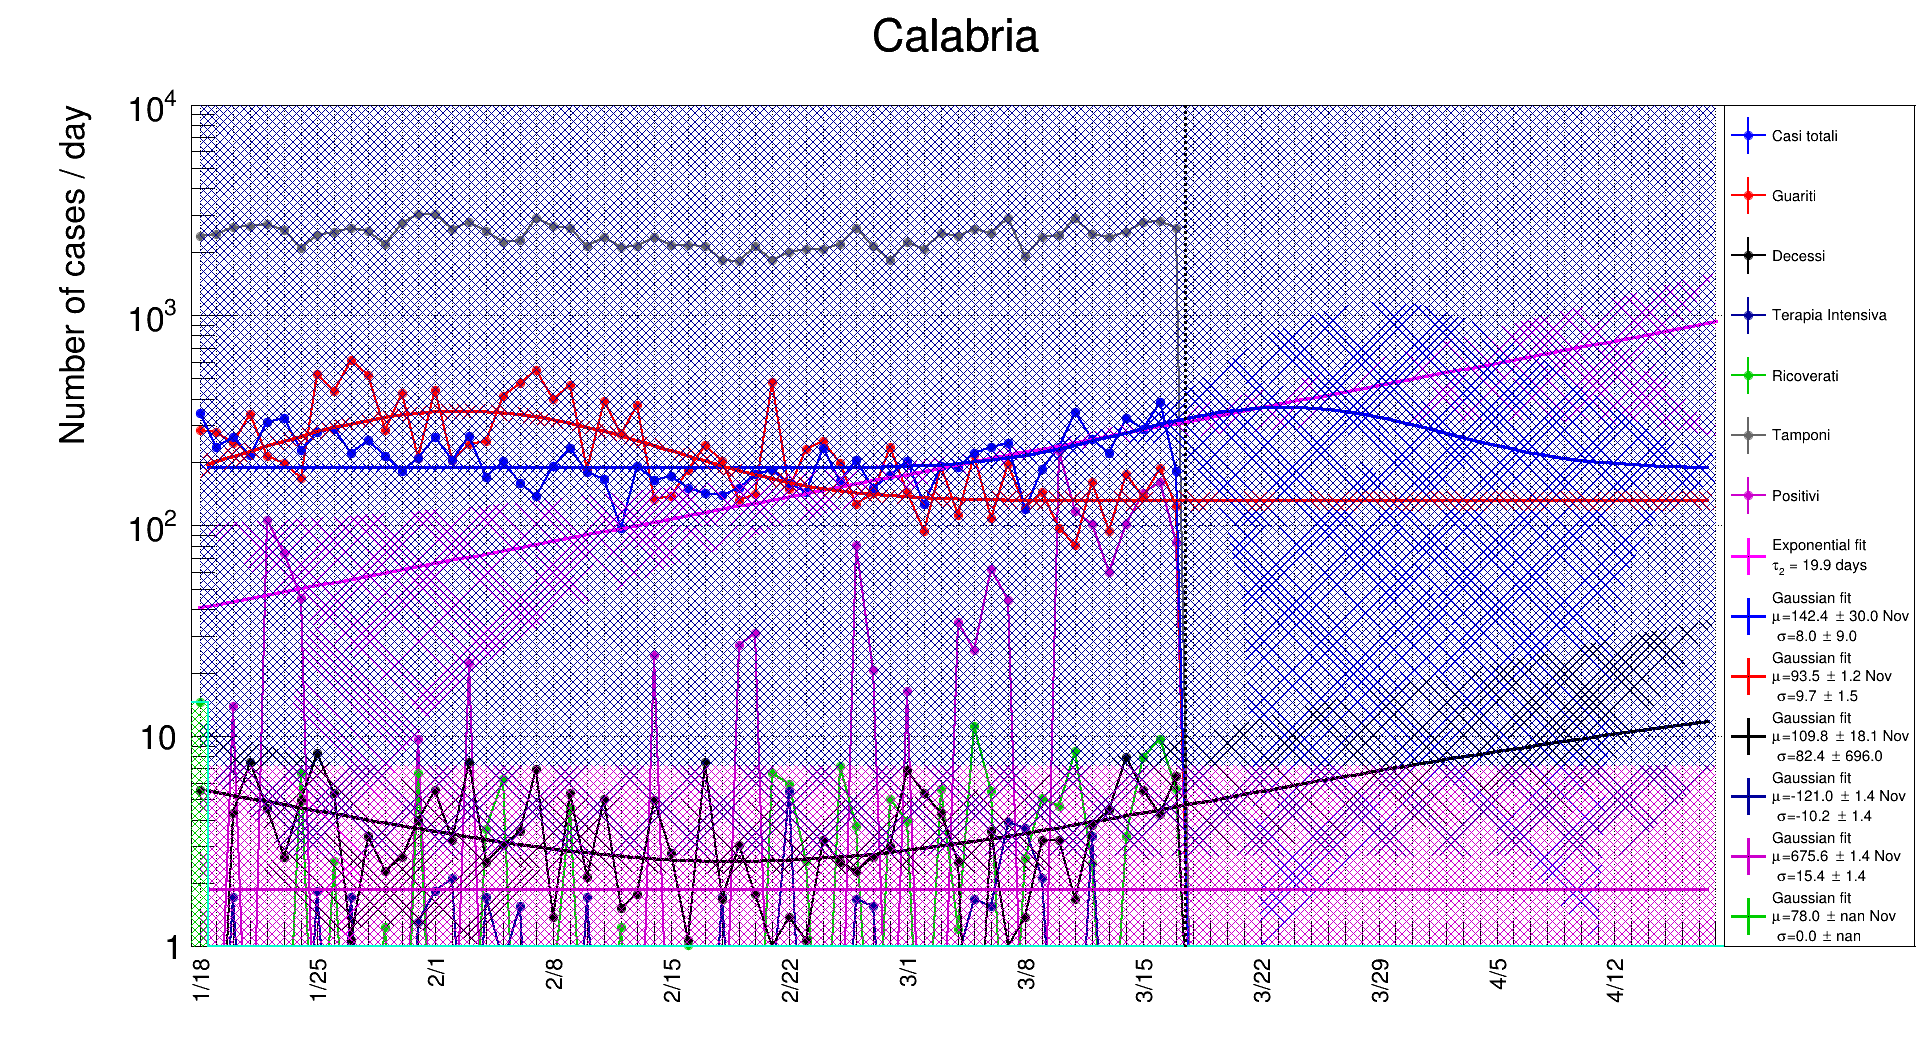 Calabria
Number of cases / day
10^4
10^3
10^2
10
1
1/18
1/25
2/1
2/8
2/15
2/22
3/1
3/8
3/15
3/22
3/29
4/5
4/12
Casi totali
Guariti
Decessi
Terapia Intensiva
Ricoverati
Tamponi
Positivi
Exponential fit
τ₂ = 19.9 days
Gaussian fit
μ=142.4 ± 30.0 Nov
σ=8.0 ± 9.0
Gaussian fit
μ=93.5 ± 1.2 Nov
σ=9.7 ± 1.5
Gaussian fit
μ=109.8 ± 18.1 Nov
σ=82.4 ± 696.0
Gaussian fit
μ=-121.0 ± 1.4 Nov
σ=-10.2 ± 1.4
Gaussian fit
μ=675.6 ± 1.4 Nov
σ=15.4 ± 1.4
Gaussian fit
μ=78.0 ± nan Nov
σ=0.0 ± nan